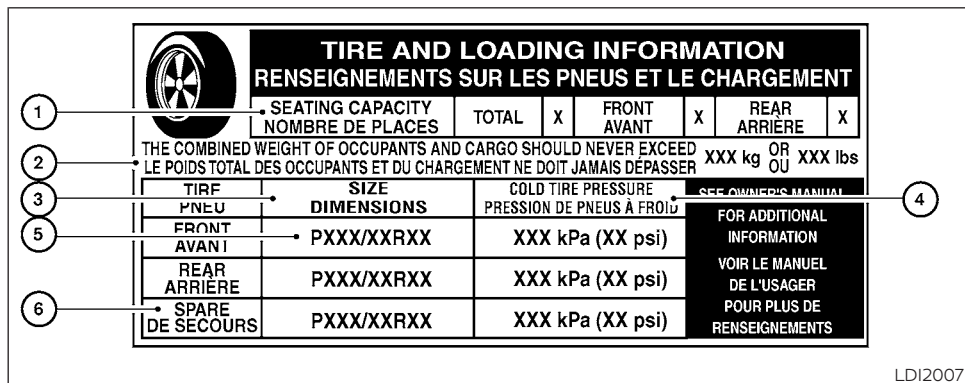 TIRE AND LOADING INFORMATION
RENSEIGNEMENTS SUR LES PNEUS ET LE CHARGEMENT
1
SEATING CAPACITY
NOMBRE DE PLACES
TOTAL
X
FRONT
AVANT
X
REAR
ARRIÈRE
X
2
THE COMBINED WEIGHT OF OCCUPANTS AND CARGO SHOULD NEVER EXCEED
LE POIDS TOTAL DES OCCUPANTS ET DU CHARGEMENT NE DOIT JAMAIS DÉPASSER
XXX kg OR XXX lbs
OU
3
TIRE
PNEU
SIZE
DIMENSIONS
COLD TIRE PRESSURE
PRESSION DE PNEUS À FROID
4
5
FRONT
AVANT
PXXX/XXRXX
XXX kPa (XX psi)
REAR
ARRIÈRE
PXXX/XXRXX
XXX kPa (XX psi)
6
SPARE
DE SECOURS
PXXX/XXRXX
XXX kPa (XX psi)
SEE OWNER'S MANUAL
FOR ADDITIONAL
INFORMATION
VOIR LE MANUEL
DE L'USAGER
POUR PLUS DE
RENSEIGNEMENTS
LDI2007